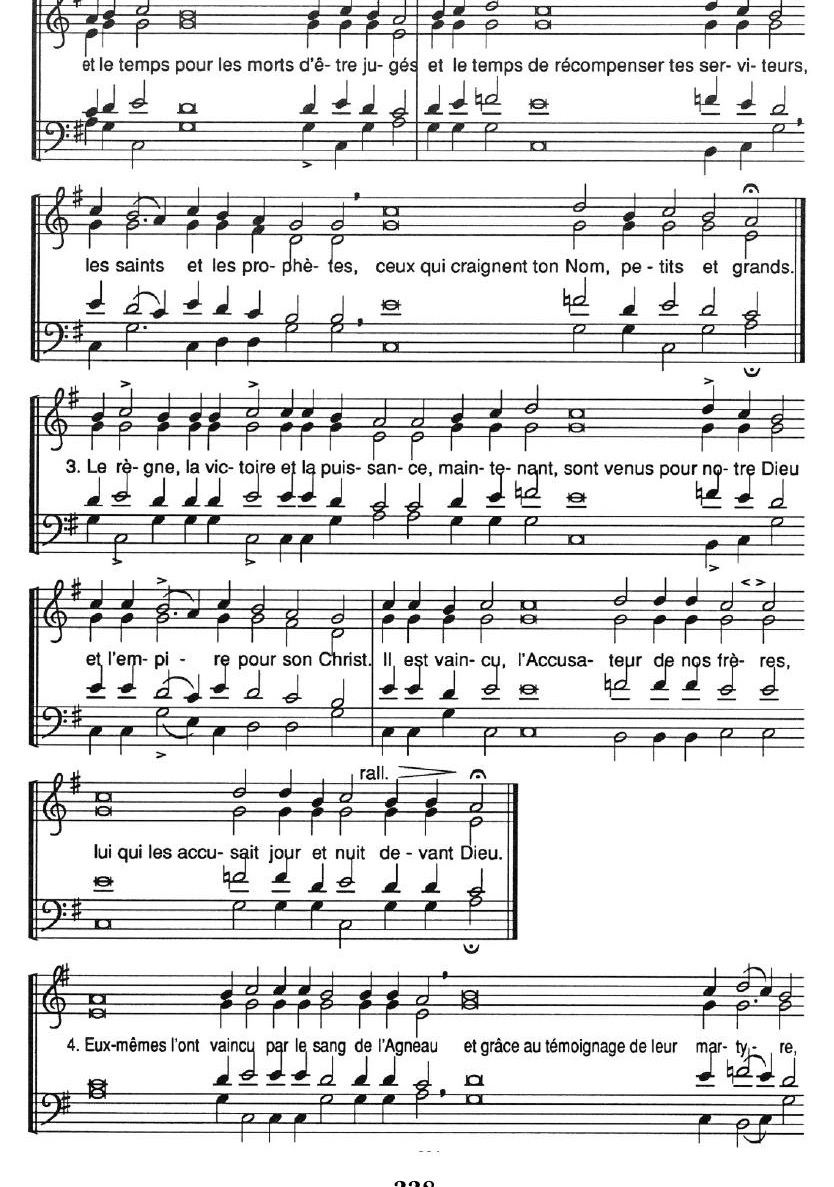 et le temps pour les morts d'ê- tre ju- gés et le temps de récompenser tes ser- vi- teurs,
les saints et les pro- phè- tes, ceux qui craignent ton Nom, pe - tits et grands.
3. Le rè- gne, la vic- toire et la puis- san- ce, main- te- nant, sont venus pour no- tre Dieu
et l'em- pi - re pour son Christ. Il est vain- cu, l'Accusa- teur de nos frè- res,
rall.
lui qui les accu- sait jour et nuit de - vant Dieu.
4. Eux-mêmes l'ont vaincu par le sang de l'Agneau et grâce au témoignage de leur mar- ty- re,